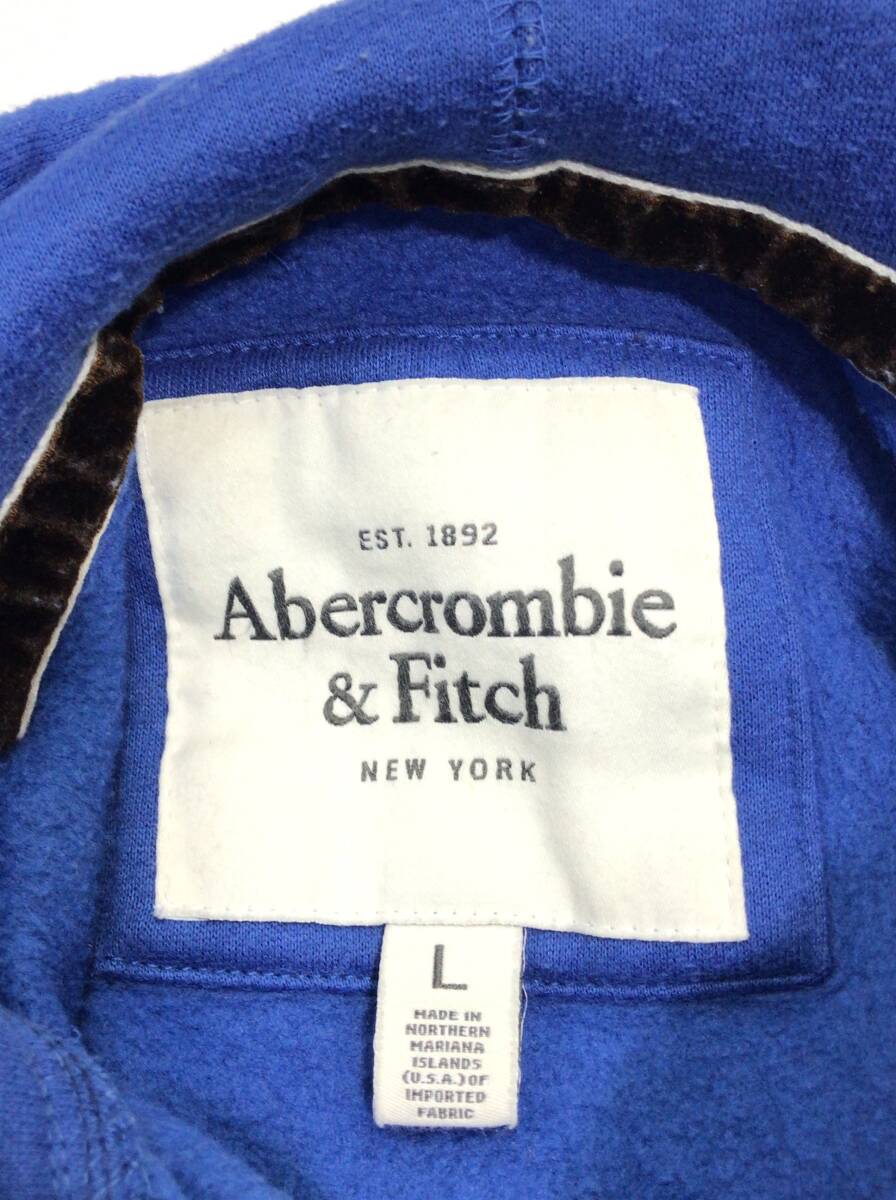 EST. 1892
Abercrombie
& Fitch
NEW YORK
L
MADE IN
NORTHERN
MARIANA
ISLANDS
(U.S.A.) OF
IMPORTED
FABRIC